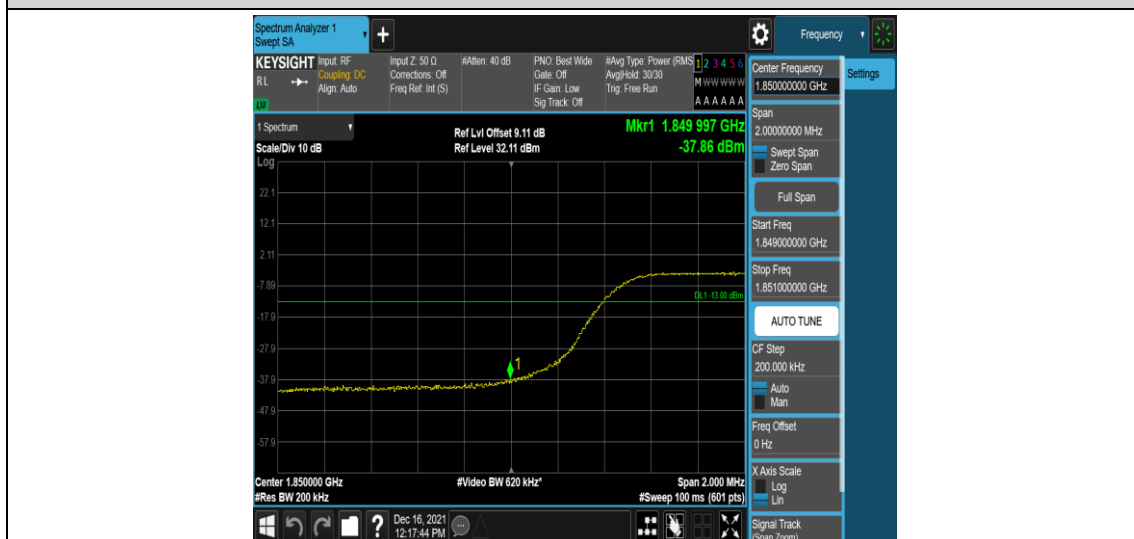 Spectrum Analyzer 1
Swept SA
+
Frequency
KEYSIGHT
RL
LXI
Input: RF
Coupling: DC
Align: Auto
Input Z: 50 Ω
Corrections: Off
Freq Ref: Int (S)
#Atten: 40 dB
PNO: Best Wide
Gate: Off
IF Gain: Low
Sig Track: Off
#Avg Type: Power (RMS
Avg|Hold: 30/30
Trig: Free Run
1 2 3 4 5 6
M W W W W W
A A A A A A
1 Spectrum
Scale/Div 10 dB
Log
Ref Lvl Offset 9.11 dB
Ref Level 32.11 dBm
Mkr1 1.849 997 GHz
-37.86 dBm
22.1
12.1
2.11
-7.89
-17.9
-27.9
-37.9
-47.9
-57.9
DL1 -13.00 dBm
1
Center 1.850000 GHz
#Res BW 200 kHz
#Video BW 620 kHz*
Span 2.000 MHz
#Sweep 100 ms (601 pts)
?
Dec 16, 2021
12:17:44 PM
Center Frequency
1.850000000 GHz
Settings
Span
2.00000000 MHz
Swept Span
Zero Span
Full Span
Start Freq
1.849000000 GHz
Stop Freq
1.851000000 GHz
AUTO TUNE
CF Step
200.000 kHz
Auto
Man
Freq Offset
0 Hz
X Axis Scale
Log
Lin
Signal Track
(Span Zoom)